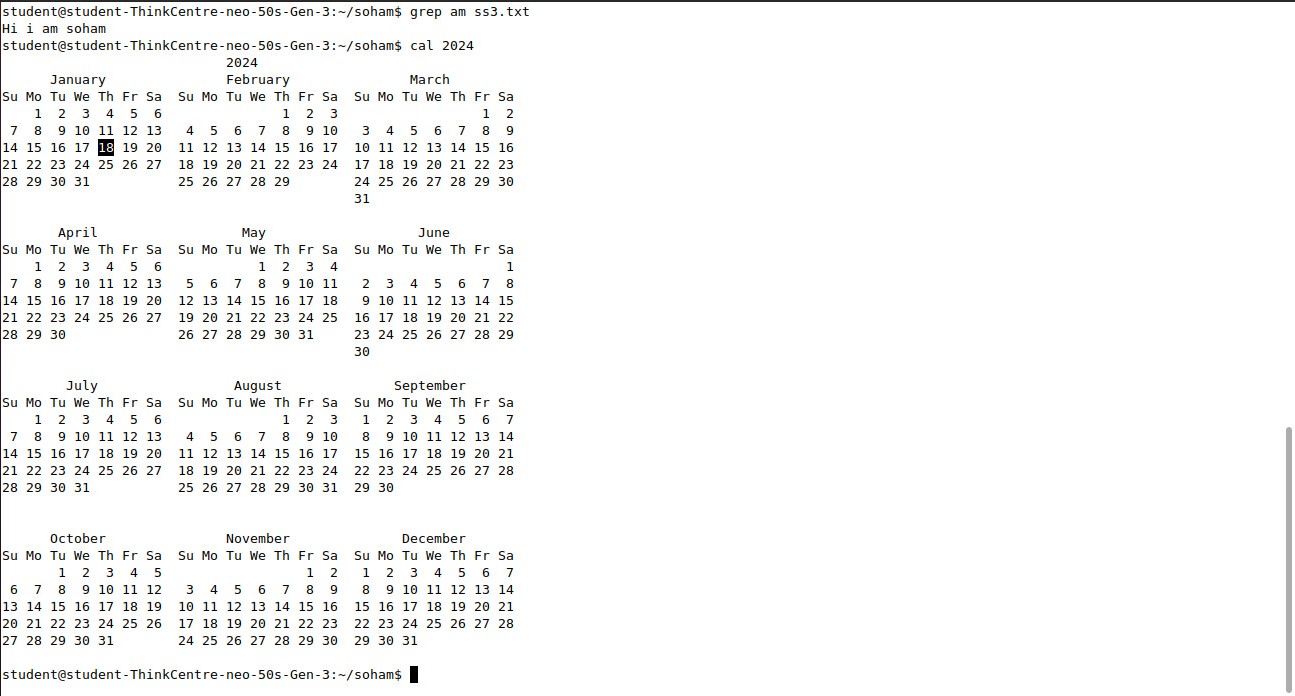 student@student-ThinkCentre-neo-50s-Gen-3:~/soham$ grep am ss3.txt
Hi i am soham
student@student-ThinkCentre-neo-50s-Gen-3:~/soham$ cal 2024
                            2024
      January               February               March
Su Mo Tu We Th Fr Sa  Su Mo Tu We Th Fr Sa  Su Mo Tu We Th Fr Sa
    1  2  3  4  5  6               1  2  3                  1  2
 7  8  9 10 11 12 13   4  5  6  7  8  9 10   3  4  5  6  7  8  9
14 15 16 17 18 19 20  11 12 13 14 15 16 17  10 11 12 13 14 15 16
21 22 23 24 25 26 27  18 19 20 21 22 23 24  17 18 19 20 21 22 23
28 29 30 31           25 26 27 28 29        24 25 26 27 28 29 30
                                            31
       April                  May                   June
Su Mo Tu We Th Fr Sa  Su Mo Tu We Th Fr Sa  Su Mo Tu We Th Fr Sa
    1  2  3  4  5  6            1  2  3  4                     1
 7  8  9 10 11 12 13   5  6  7  8  9 10 11   2  3  4  5  6  7  8
14 15 16 17 18 19 20  12 13 14 15 16 17 18   9 10 11 12 13 14 15
21 22 23 24 25 26 27  19 20 21 22 23 24 25  16 17 18 19 20 21 22
28 29 30              26 27 28 29 30 31     23 24 25 26 27 28 29
                                            30
        July                 August              September
Su Mo Tu We Th Fr Sa  Su Mo Tu We Th Fr Sa  Su Mo Tu We Th Fr Sa
    1  2  3  4  5  6               1  2  3   1  2  3  4  5  6  7
 7  8  9 10 11 12 13   4  5  6  7  8  9 10   8  9 10 11 12 13 14
14 15 16 17 18 19 20  11 12 13 14 15 16 17  15 16 17 18 19 20 21
21 22 23 24 25 26 27  18 19 20 21 22 23 24  22 23 24 25 26 27 28
28 29 30 31           25 26 27 28 29 30 31  29 30
      October               November              December
Su Mo Tu We Th Fr Sa  Su Mo Tu We Th Fr Sa  Su Mo Tu We Th Fr Sa
       1  2  3  4  5                  1  2   1  2  3  4  5  6  7
 6  7  8  9 10 11 12   3  4  5  6  7  8  9   8  9 10 11 12 13 14
13 14 15 16 17 18 19  10 11 12 13 14 15 16  15 16 17 18 19 20 21
20 21 22 23 24 25 26  17 18 19 20 21 22 23  22 23 24 25 26 27 28
27 28 29 30 31        24 25 26 27 28 29 30  29 30 31
student@student-ThinkCentre-neo-50s-Gen-3:~/soham$